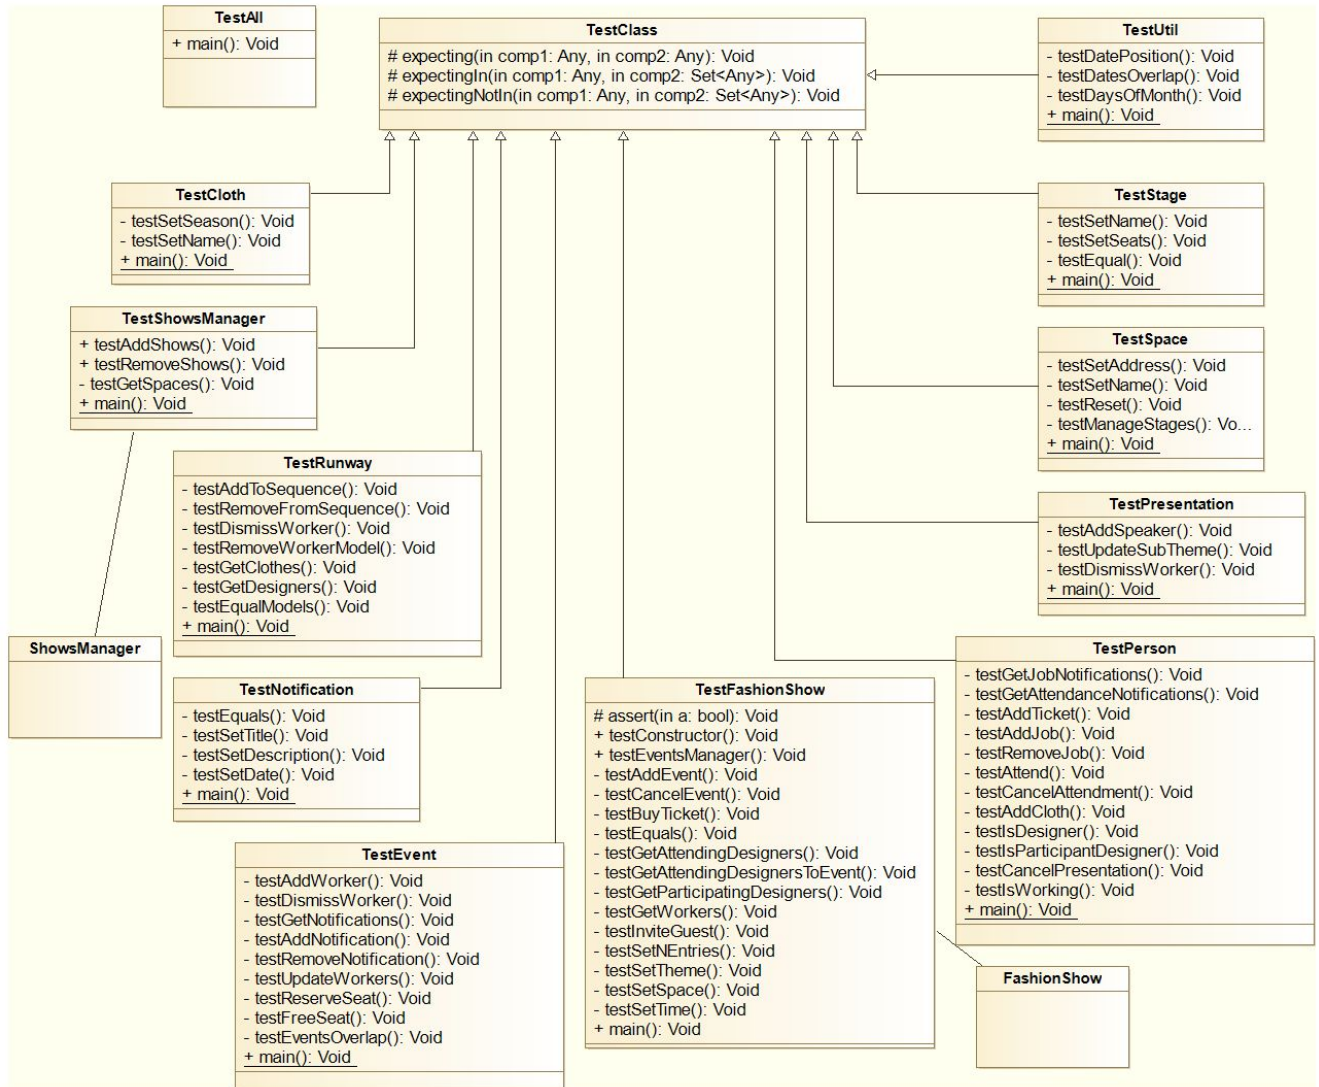 TestAll
+ main(): Void
TestClass
# expecting(in comp1: Any, in comp2: Any): Void
# expectingIn(in comp1: Any, in comp2: Set<Any>): Void
# expectingNotIn(in comp1: Any, in comp2: Set<Any>): Void
TestUtil
- testDatePosition(): Void
- testDatesOverlap(): Void
- testDaysOfMonth(): Void
+ main(): Void
TestCloth
- testSetSeason(): Void
- testSetName(): Void
+ main(): Void
TestStage
- testSetName(): Void
- testSetSeats(): Void
- testEqual(): Void
+ main(): Void
TestShowsManager
+ testAddShows(): Void
+ testRemoveShows(): Void
- testGetSpaces(): Void
+ main(): Void
TestSpace
- testSetAddress(): Void
- testSetName(): Void
- testReset(): Void
- testManageStages(): Vo...
+ main(): Void
TestRunway
- testAddToSequence(): Void
- testRemoveFromSequence(): Void
- testDismissWorker(): Void
- testRemoveWorkerModel(): Void
- testGetClothes(): Void
- testGetDesigners(): Void
- testEqualModels(): Void
+ main(): Void
TestPresentation
- testAddSpeaker(): Void
- testUpdateSubTheme(): Void
- testDismissWorker(): Void
+ main(): Void
ShowsManager
TestPerson
- testGetJobNotifications(): Void
- testGetAttendanceNotifications(): Void
- testAddTicket(): Void
- testAddJob(): Void
- testRemoveJob(): Void
- testAttend(): Void
- testCancelAttendment(): Void
- testAddCloth(): Void
- testIsDesigner(): Void
- testIsParticipantDesigner(): Void
- testCancelPresentation(): Void
- testIsWorking(): Void
+ main(): Void
TestNotification
- testEquals(): Void
- testSetTitle(): Void
- testSetDescription(): Void
- testSetDate(): Void
+ main(): Void
TestFashionShow
# assert(in a: bool): Void
+ testConstructor(): Void
+ testEventsManager(): Void
- testAddEvent(): Void
- testCancelEvent(): Void
- testBuyTicket(): Void
- testEquals(): Void
- testGetAttendingDesigners(): Void
- testGetAttendingDesignersToEvent(): Void
- testGetParticipatingDesigners(): Void
- testGetWorkers(): Void
- testInviteGuest(): Void
- testSetNEntries(): Void
- testSetTheme(): Void
- testSetSpace(): Void
- testSetTime(): Void
+ main(): Void
TestEvent
- testAddWorker(): Void
- testDismissWorker(): Void
- testGetNotifications(): Void
- testAddNotification(): Void
- testRemoveNotification(): Void
- testUpdateWorkers(): Void
- testReserveSeat(): Void
- testFreeSeat(): Void
- testEventsOverlap(): Void
+ main(): Void
FashionShow